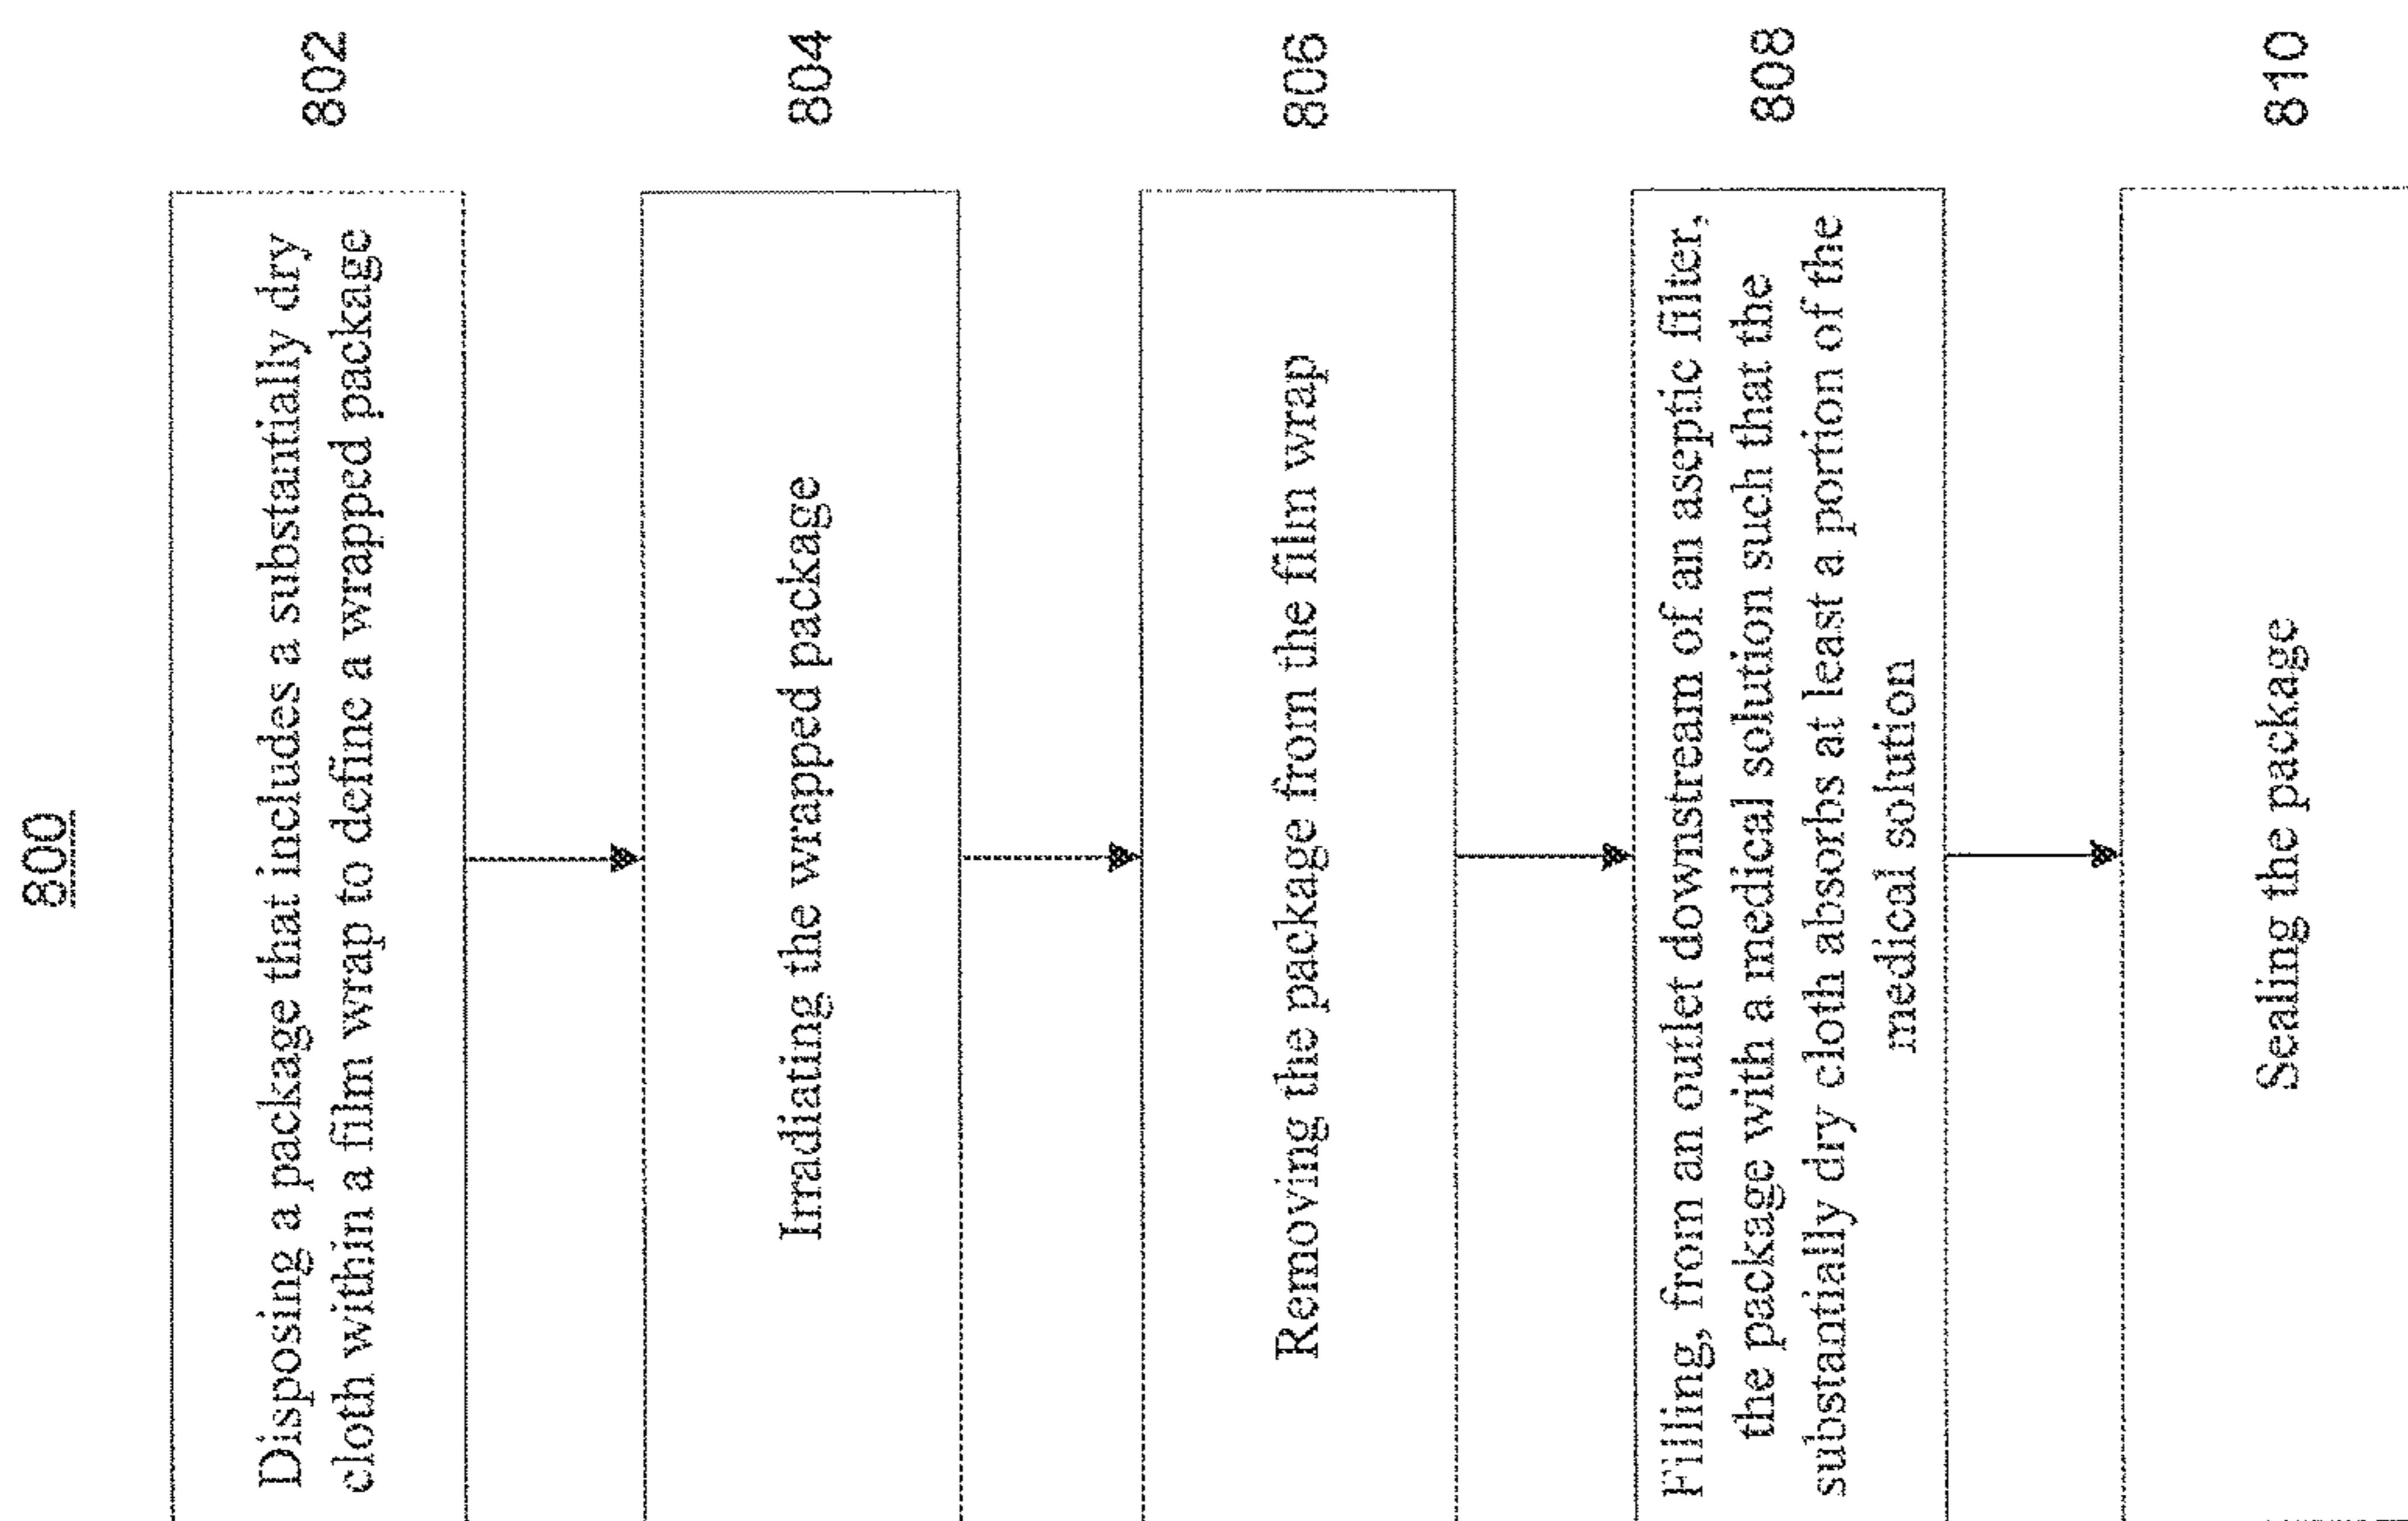 800
Disposing a package that includes a substantially dry
cloth within a film wrap to define a wrapped package
802
Irradiating the wrapped package
804
Removing the package from the film wrap
806
Filling, from an outlet downstream of an aseptic filter,
the package with a medical solution such that the
substantially dry cloth absorbs at least a portion of the
medical solution
808
Sealing the package
810